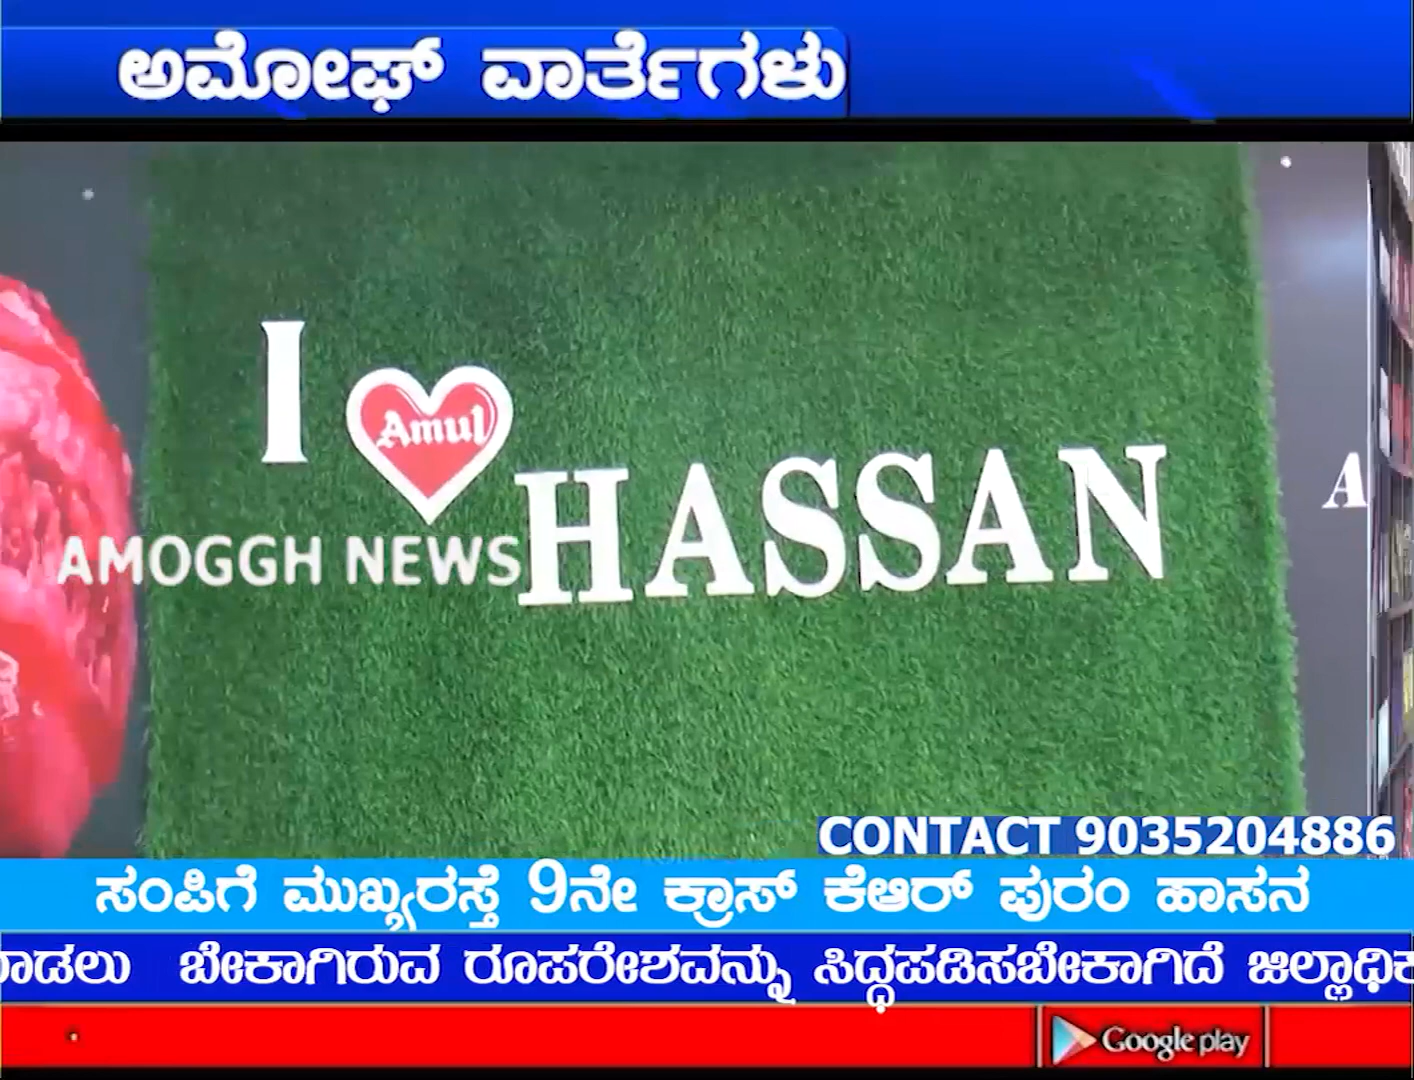 ಅಮೋಘ್ ವಾರ್ತೆಗಳು
I Amul HASSAN
A
AMOGGH NEWS
CONTACT 9035204886
ಸಂಪಿಗೆ ಮುಖ್ಯರಸ್ತೆ 9ನೇ ಕ್ರಾಸ್ ಕೆಆರ್ ಪುರಂ ಹಾಸನ
ಬೇಕಾಗಿರುವ ರೂಪರೇಶವನ್ನು ಸಿದ್ಧಪಡಿಸಬೇಕಾಗಿದೆ
Google play